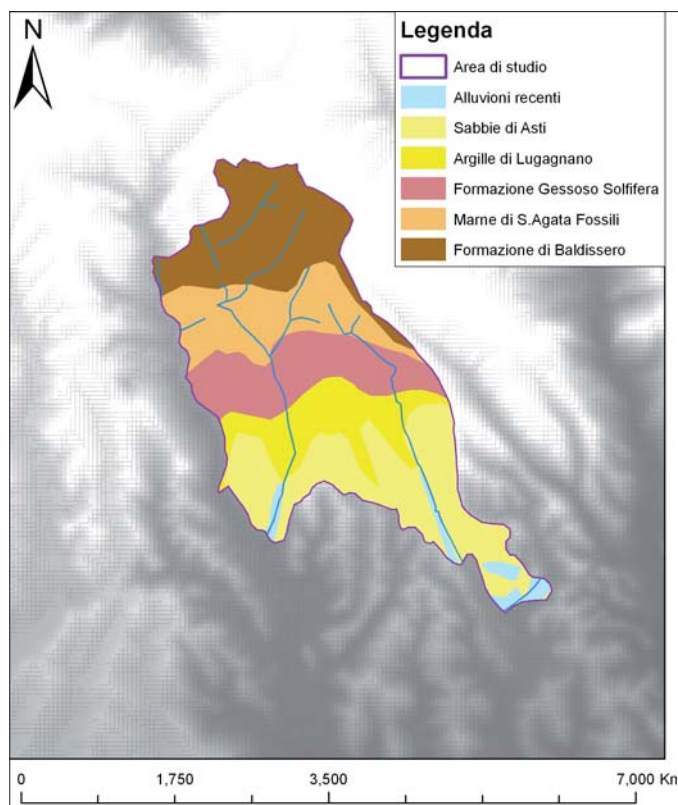 N
Legenda
Area di studio
Alluvioni recenti
Sabbie di Asti
Argille di Lugagnano
Formazione Gessoso Solfifera
Marne di S.Agata Fossili
Formazione di Baldissero
0 1,750 3,500 7,000 Km